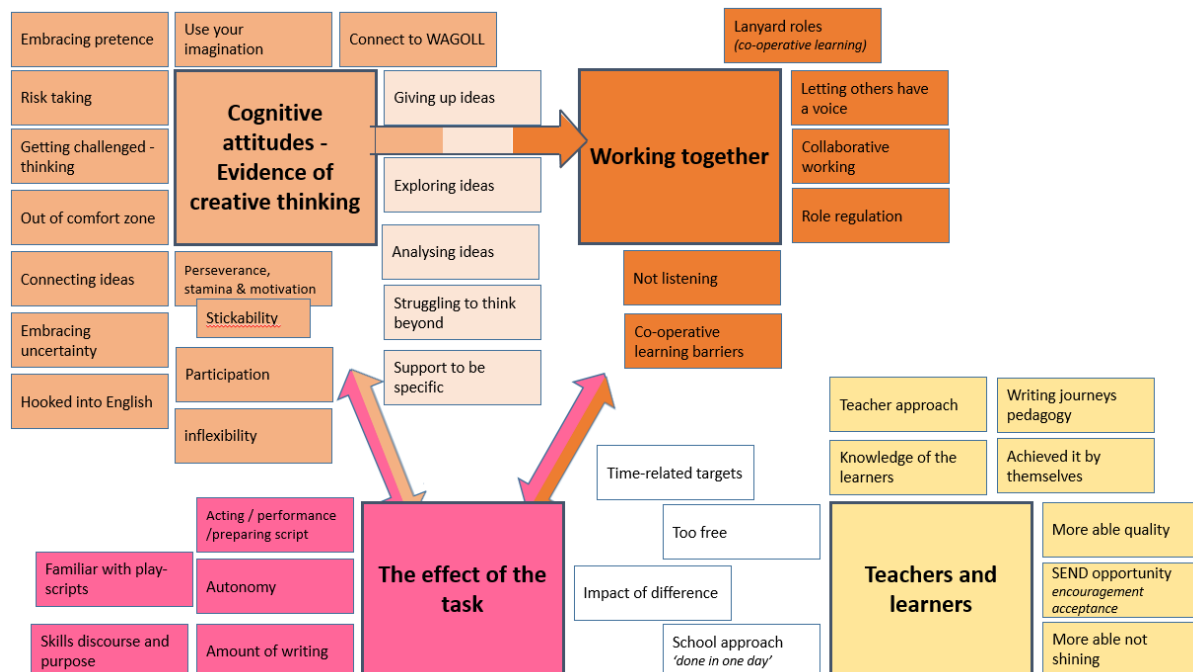 Embracing pretence
Use your
imagination
Connect to WAGOLL
Lanyard roles
(co-operative learning)
Risk taking
Getting challenged -
thinking
Out of comfort zone
Connecting ideas
Embracing
uncertainty
Hooked into English
Cognitive
attitudes -
Evidence of
creative thinking
Perseverance,
stamina & motivation
Stickability
Participation
inflexibility
Giving up ideas
Exploring ideas
Analysing ideas
Struggling to think
beyond
Support to be
specific
Working together
Letting others have
a voice
Collaborative
working
Role regulation
Not listening
Co-operative
learning barriers
Acting / performance
/preparing script
Familiar with play-
scripts
Autonomy
Skills discourse and
purpose
Amount of writing
The effect of the
task
Time-related targets
Too free
Impact of difference
School approach
‘done in one day’
Teacher approach
Writing journeys
pedagogy
Knowledge of the
learners
Achieved it by
themselves
Teachers and
learners
More able quality
SEND opportunity
encouragement
acceptance
More able not
shining